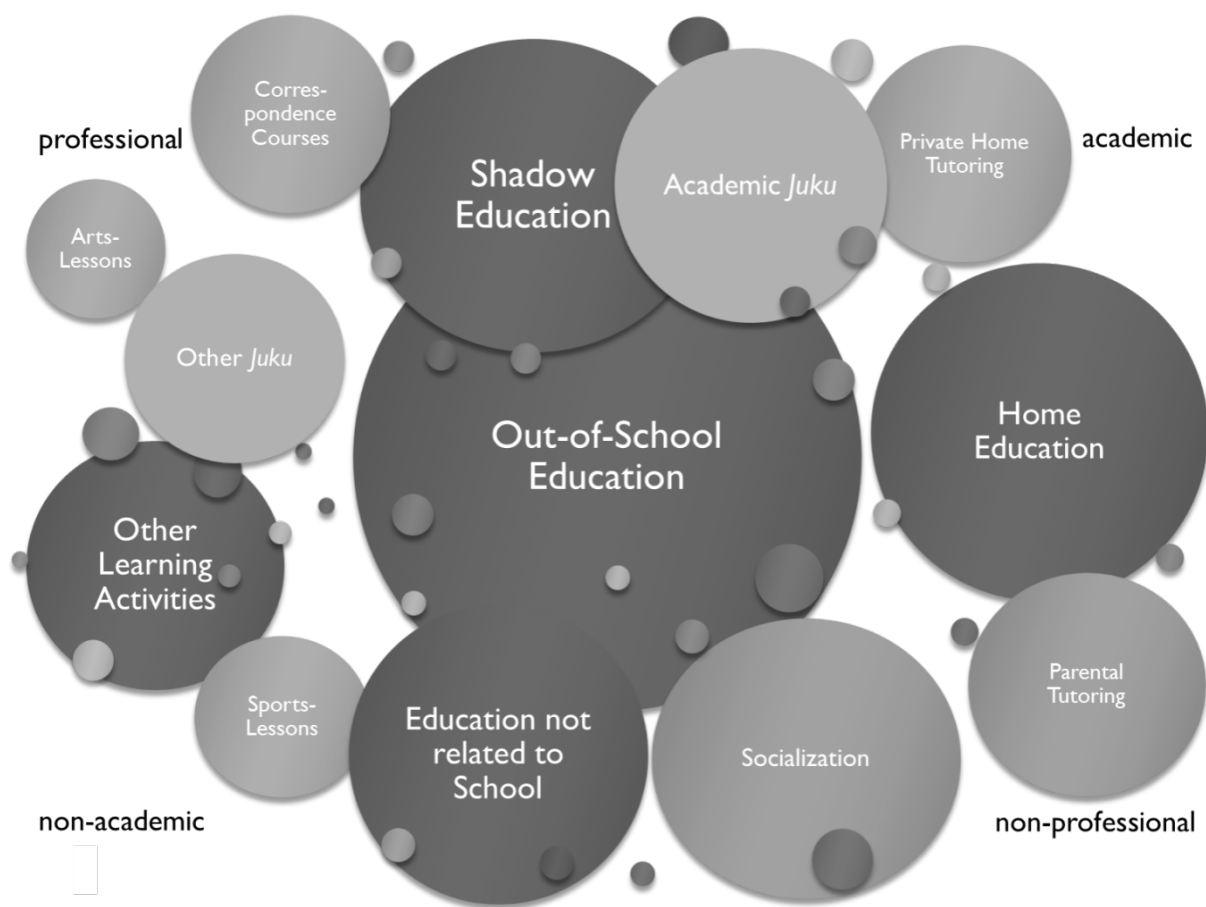 Corres-
pondence
Courses
professional
Shadow
Education
Academic Juku
Private Home
Tutoring
academic
Arts-
Lessons
Other Juku
Out-of-School
Education
Home
Education
Other
Learning
Activities
Sports-
Lessons
Education not
related to
School
Socialization
Parental
Tutoring
non-academic
non-professional